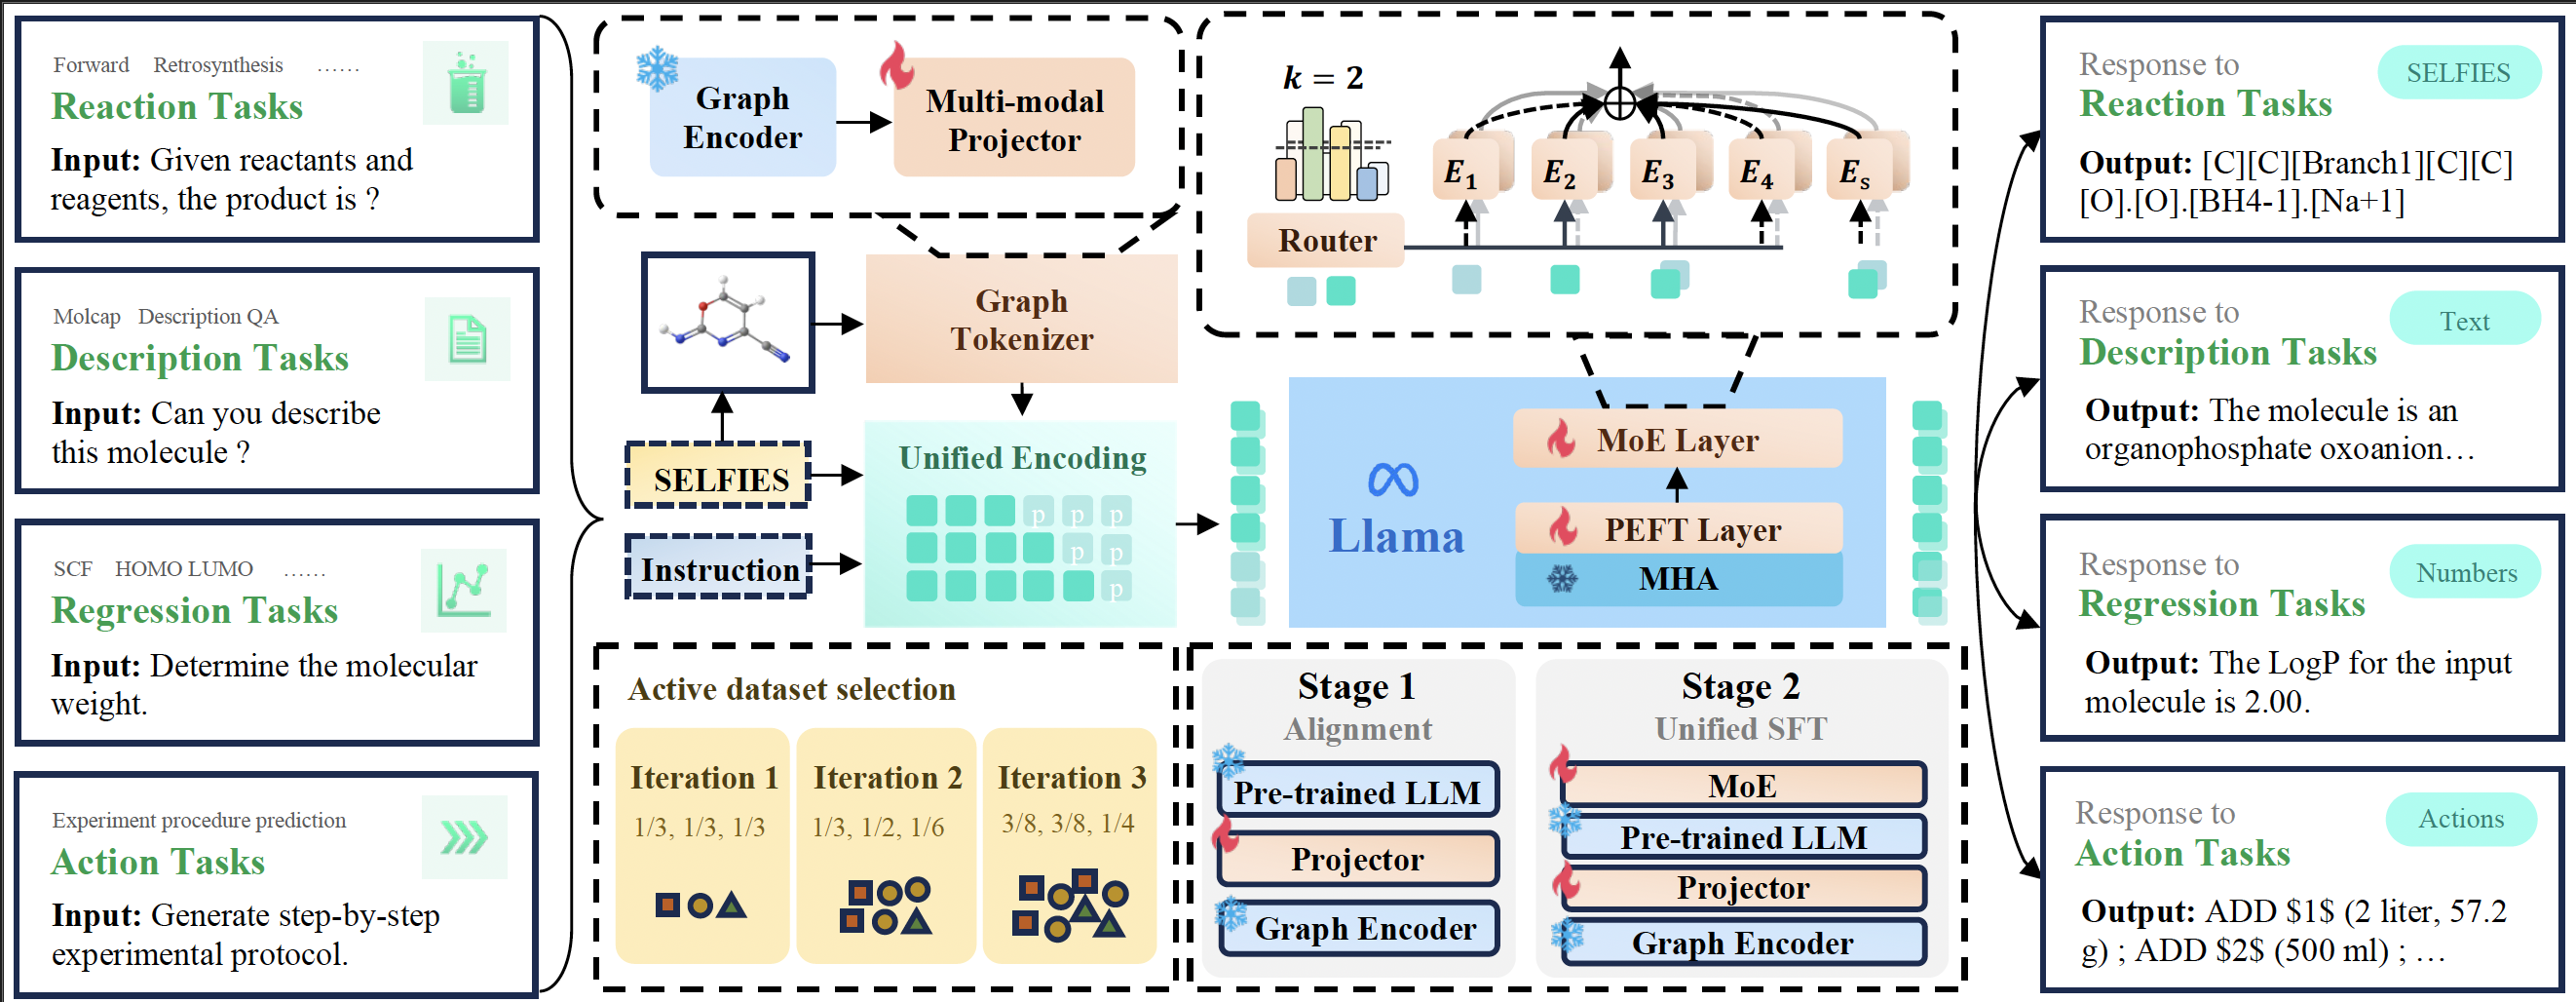 Forward Retrosynthesis ……
Reaction Tasks
Input: Given reactants and
reagents, the product is ?
Molcap Description QA
Description Tasks
Input: Can you describe
this molecule ?
SCF HOMO LUMO ……
Regression Tasks
Input: Determine the molecular
weight.
Experiment procedure prediction
Action Tasks
Input: Generate step-by-step
experimental protocol.
Graph
Encoder
Multi-modal
Projector
Graph
Tokenizer
SELFIES
Instruction
Unified Encoding
p p p
p p
p
k = 2
Router
E1 E2 E3 E4 Es
Llama
MoE Layer
PEFT Layer
MHA
Active dataset selection
Iteration 1
1/3, 1/3, 1/3
Iteration 2
1/3, 1/2, 1/6
Iteration 3
3/8, 3/8, 1/4
Stage 1
Alignment
Pre-trained LLM
Projector
Graph Encoder
Stage 2
Unified SFT
MoE
Pre-trained LLM
Projector
Graph Encoder
Response to
Reaction Tasks
SELFIES
Output: [C][C][Branch1][C][C]
[O].[O].[BH4-1].[Na+1]
Response to
Description Tasks
Text
Output: The molecule is an
organophosphate oxoanion…
Response to
Regression Tasks
Numbers
Output: The LogP for the input
molecule is 2.00.
Response to
Action Tasks
Actions
Output: ADD $1$ (2 liter, 57.2
g) ; ADD $2$ (500 ml) ; …